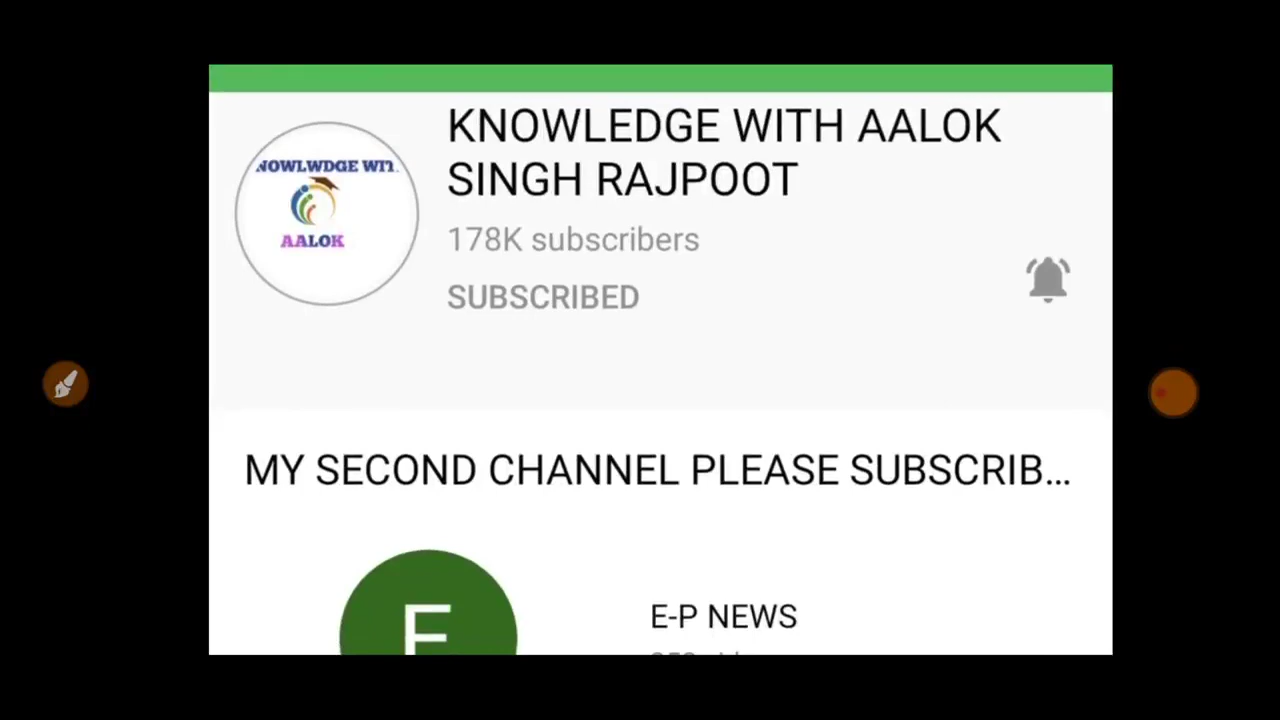 KNOWLEDGE WITH AALOK
SINGH RAJPOOT
NOWLWDGE WIT
AALOK
178K subscribers
SUBSCRIBED
MY SECOND CHANNEL PLEASE SUBSCRIB...
E
E-P NEWS